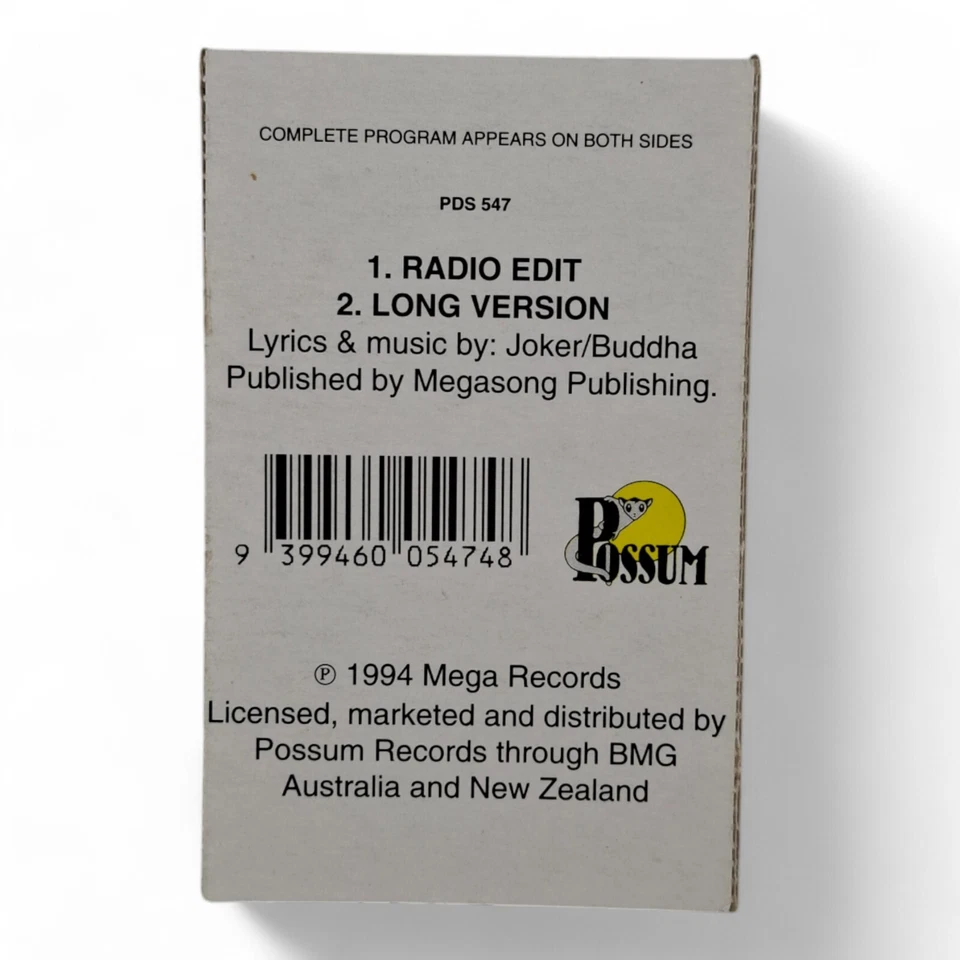 COMPLETE PROGRAM APPEARS ON BOTH SIDES
PDS 547
1. RADIO EDIT
2. LONG VERSION
Lyrics & music by: Joker/Buddha
Published by Megasong Publishing.
9 399460 054748
POSSUM
℗ 1994 Mega Records
Licensed, marketed and distributed by
Possum Records through BMG
Australia and New Zealand